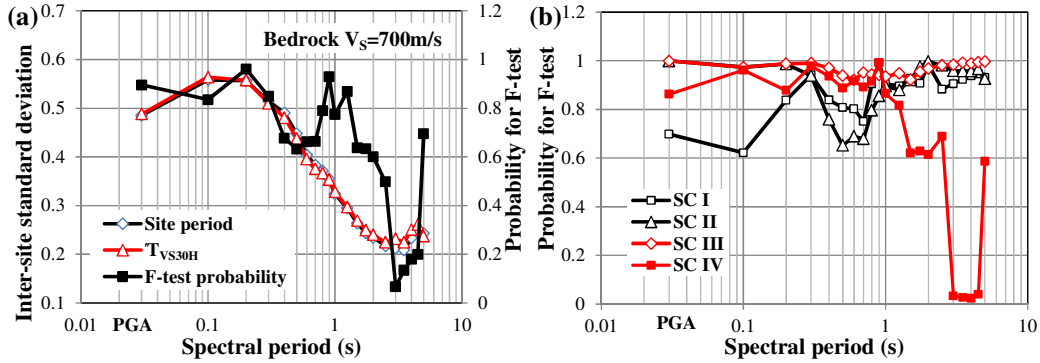 (a)
Bedrock VS=700m/s
Inter-site standard deviation
0.7
0.6
0.5
0.4
0.3
0.2
0.1
Probability for F-test
1.2
1
0.8
0.6
0.4
0.2
0
Site period
TVS30H
F-test probability
0.01
PGA
0.1
1
10
Spectral period (s)
(b)
Probability for F-test
1.2
1
0.8
0.6
0.4
0.2
0
SC I
SC II
SC III
SC IV
0.01
PGA
0.1
1
10
Spectral period (s)